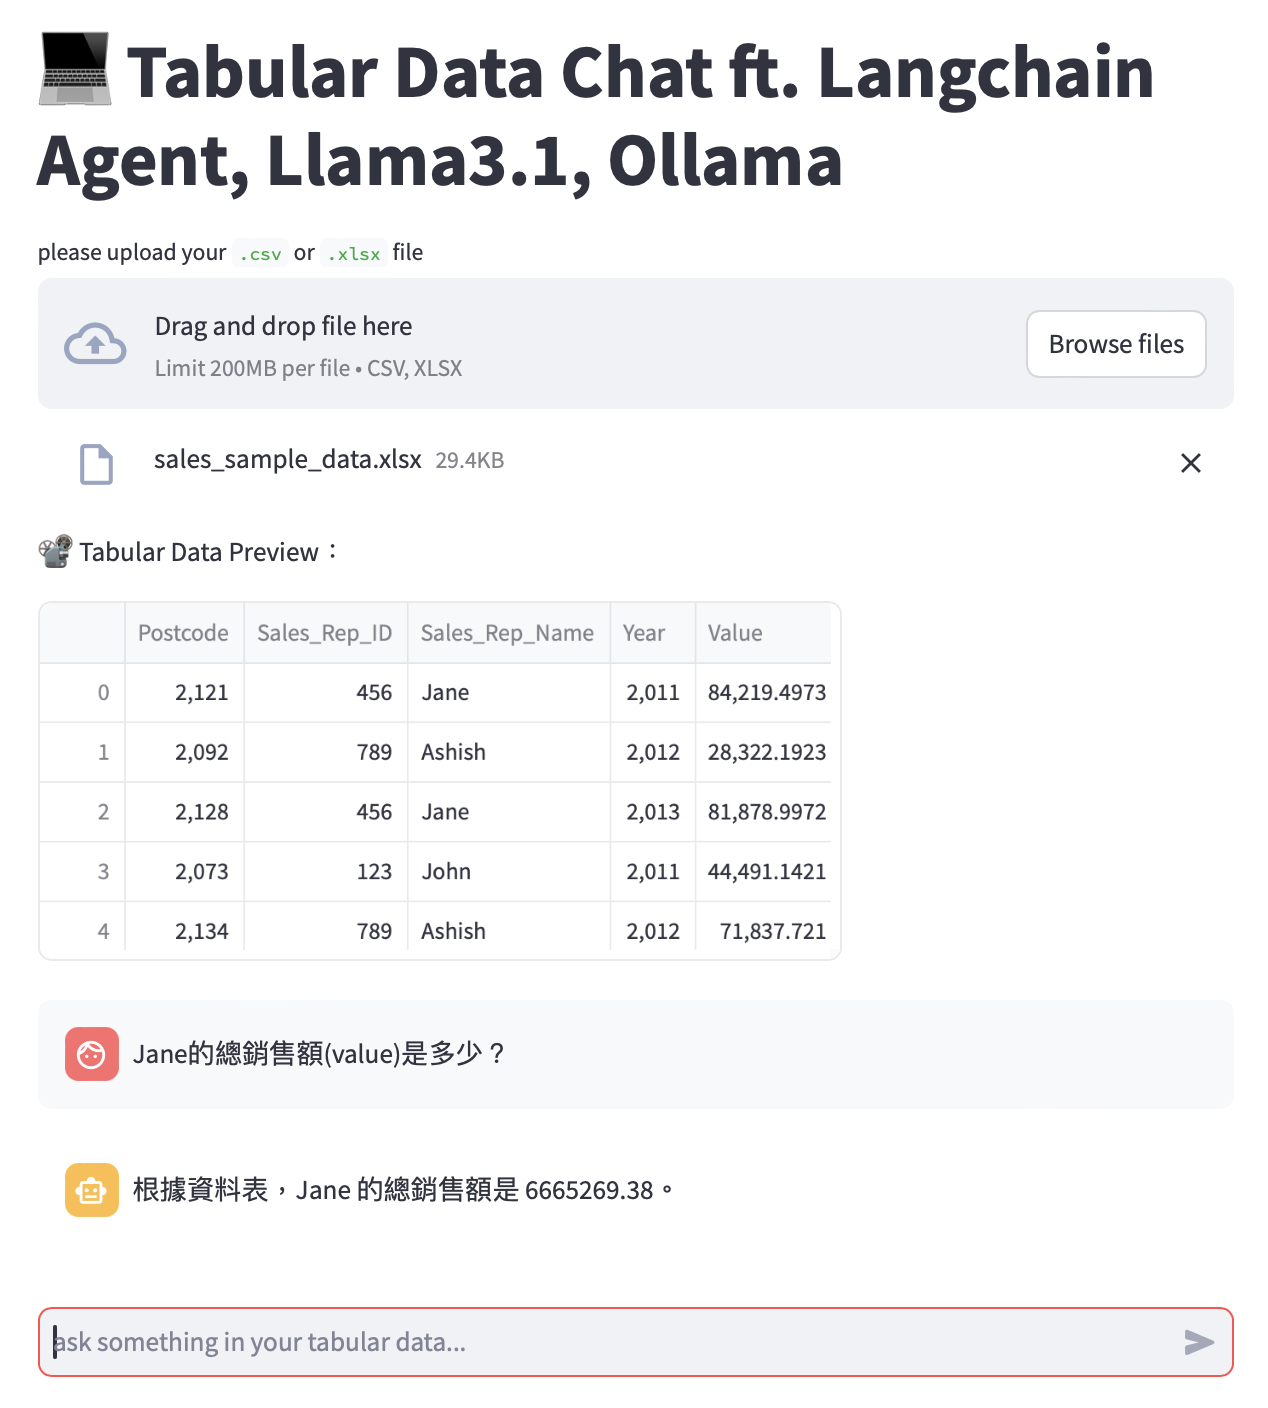 Tabular Data Chat ft. Langchain
Agent, Llama3.1, Ollama
please upload your .csv or .xlsx file
Drag and drop file here
Limit 200MB per file • CSV, XLSX
Browse files
sales_sample_data.xlsx 29.4KB
Tabular Data Preview：
Postcode Sales_Rep_ID Sales_Rep_Name Year Value
0 2,121 456 Jane 2,011 84,219.4973
1 2,092 789 Ashish 2,012 28,322.1923
2 2,128 456 Jane 2,013 81,878.9972
3 2,073 123 John 2,011 44,491.1421
4 2,134 789 Ashish 2,012 71,837.721
Jane的總銷售額(value)是多少？
根據資料表，Jane 的總銷售額是 6665269.38。
ask something in your tabular data...